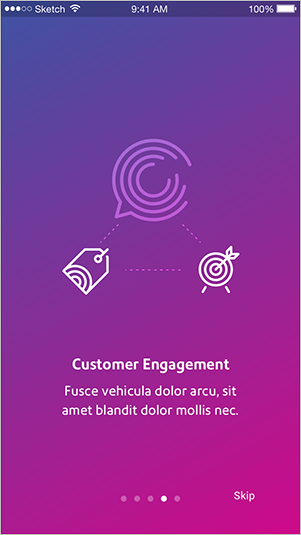 Sketch 9:41 AM 100%
Customer Engagement
Fusce vehicula dolor arcu, sit
amet blandit dolor mollis nec.
Skip